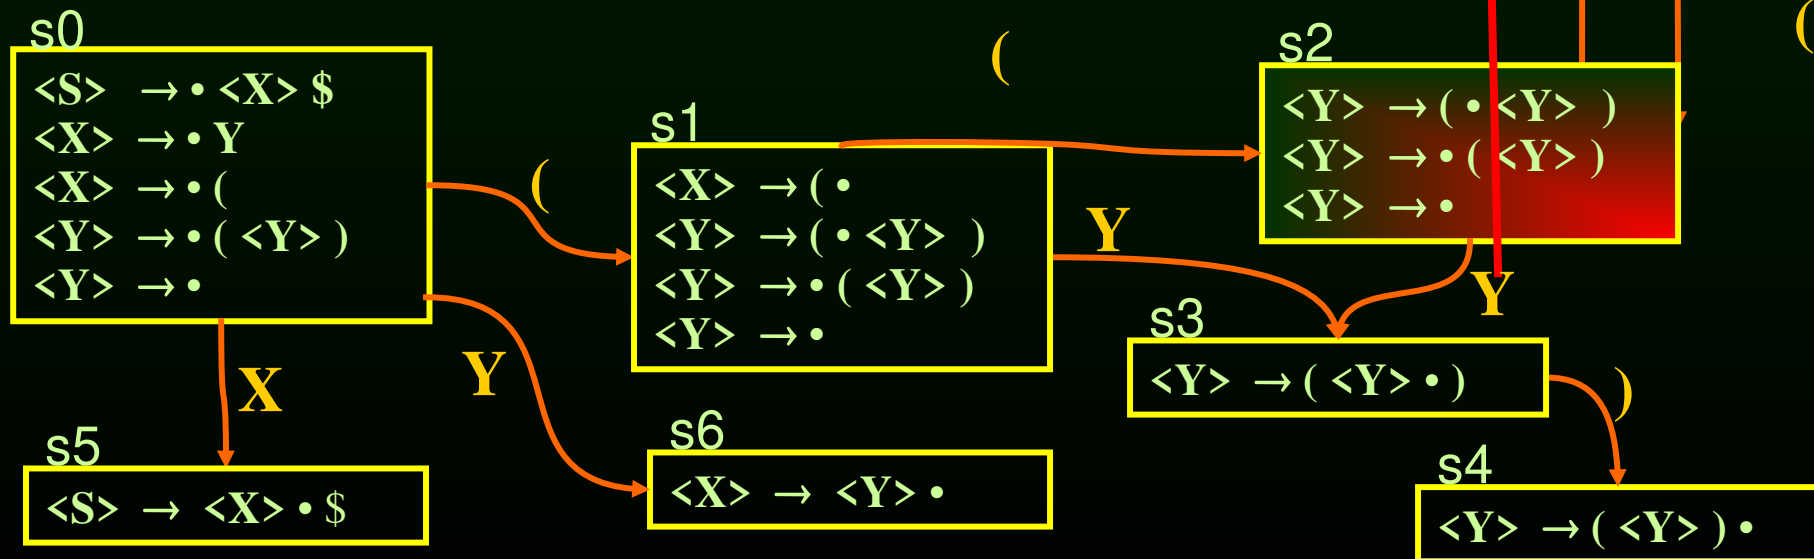 s0
<S> → • <X> $
<X> → • Y
<X> → • (
<Y> → • ( <Y> )
<Y> → •
(
s1
<X> → ( •
<Y> → ( • <Y> )
<Y> → • ( <Y> )
<Y> → •
(
s2
<Y> → ( • <Y> )
<Y> → • ( <Y> )
<Y> → •
(
Y
Y
s3
<Y> → ( <Y> • )
)
s4
<Y> → ( <Y> ) •
X
Y
s5
<S> → <X> • $
s6
<X> → <Y> •